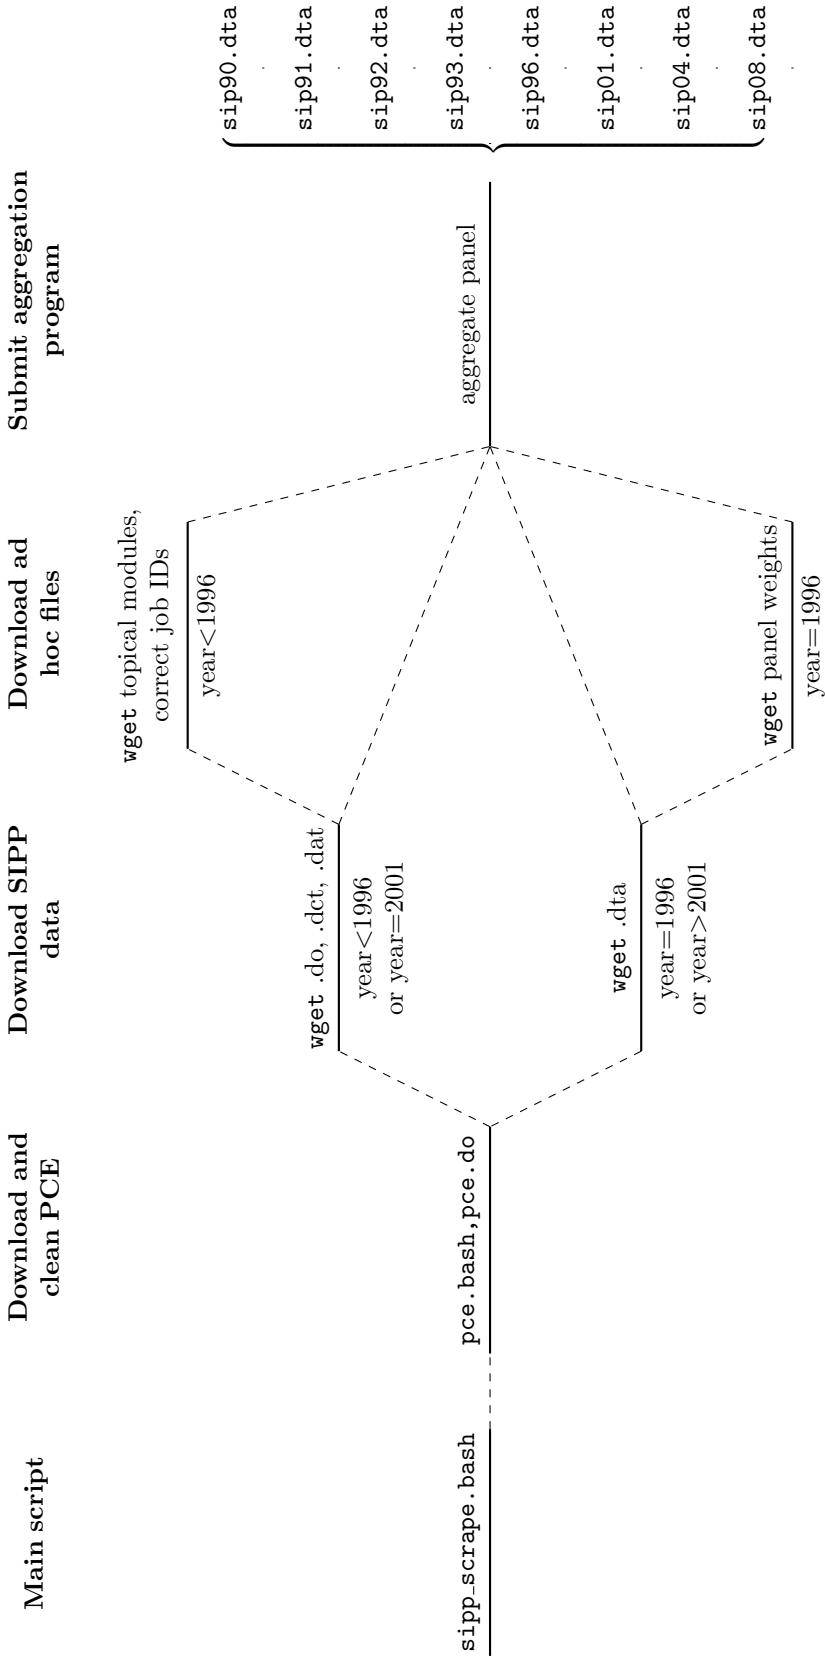 Main script
Download and
clean PCE
Download SIPP
data
Download ad
hoc files
Submit aggregation
program
sipp_scrape.bash
pce.bash,pce.do
wget .do, .dct, .dat
year<1996
or year=2001
wget .dta
year=1996
or year>2001
wget topical modules,
correct job IDs
year<1996
wget panel weights
year=1996
aggregate panel
sip90.dta
sip91.dta
sip92.dta
sip93.dta
sip96.dta
sip01.dta
sip04.dta
sip08.dta